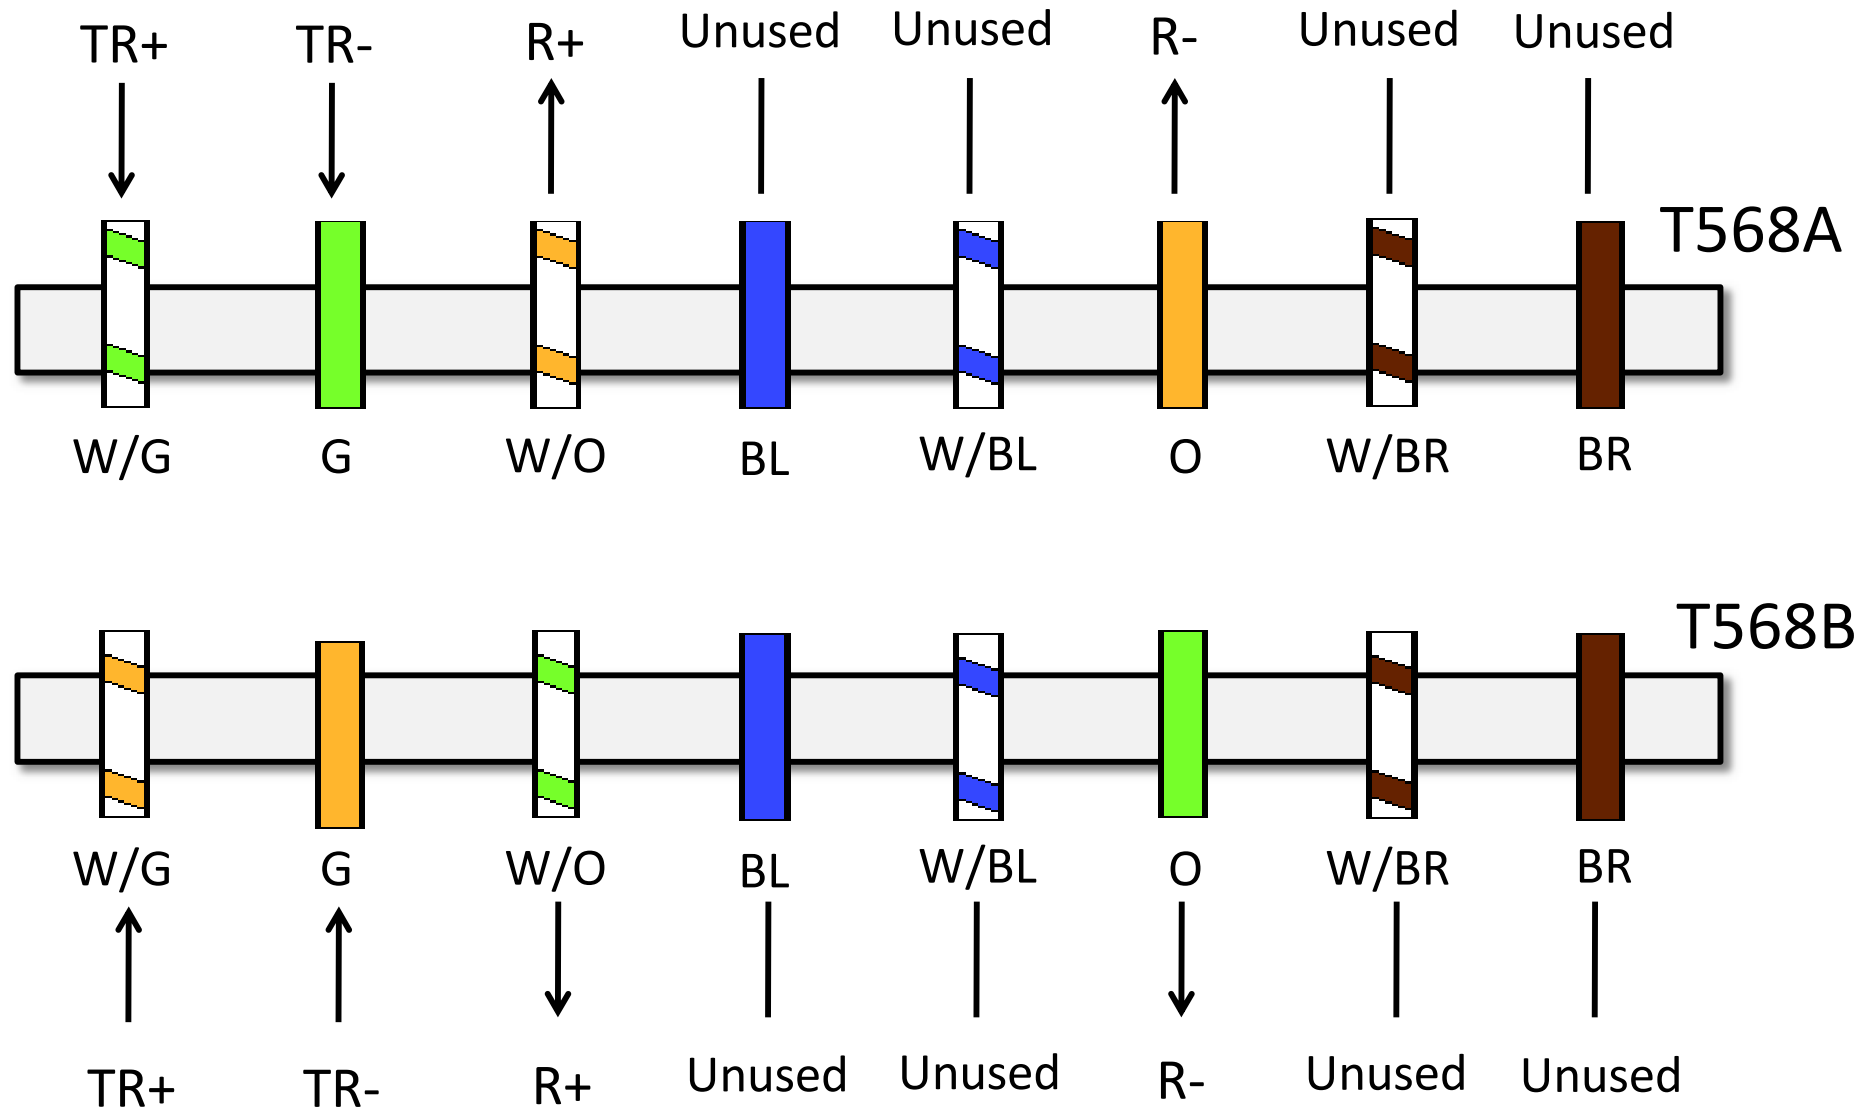 TR+ TR- R+ Unused Unused R- Unused Unused
T568A
W/G G W/O BL W/BL O W/BR BR
T568B
W/G G W/O BL W/BL O W/BR BR
TR+ TR- R+ Unused Unused R- Unused Unused